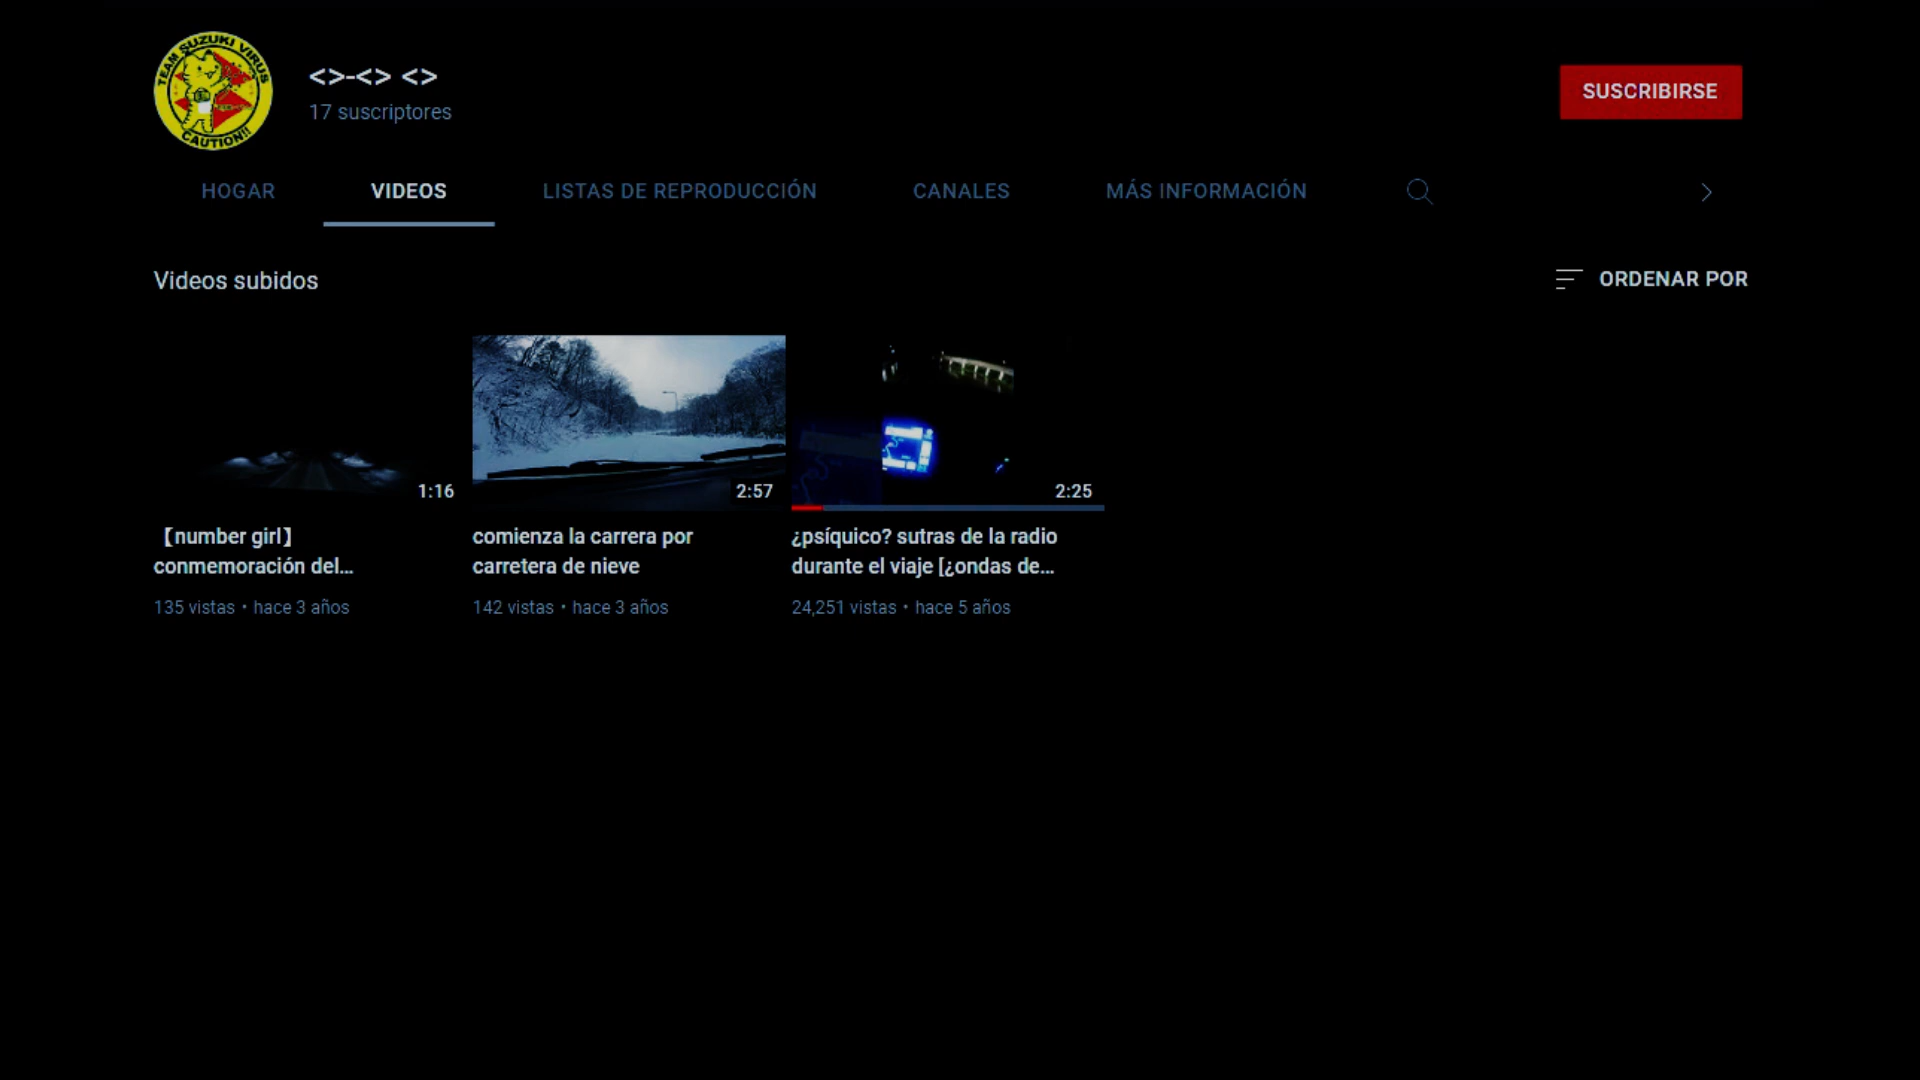 TEAM SUZUKI VIRUS
CAUTION!!
<>-<> <>
17 suscriptores
SUSCRIBIRSE
HOGAR
VIDEOS
LISTAS DE REPRODUCCIÓN
CANALES
MÁS INFORMACIÓN
Videos subidos
ORDENAR POR
1:16
2:57
2:25
【number girl】
conmemoración del...
135 vistas • hace 3 años
comienza la carrera por
carretera de nieve
142 vistas • hace 3 años
¿psíquico? sutras de la radio
durante el viaje [¿ondas de...
24,251 vistas • hace 5 años